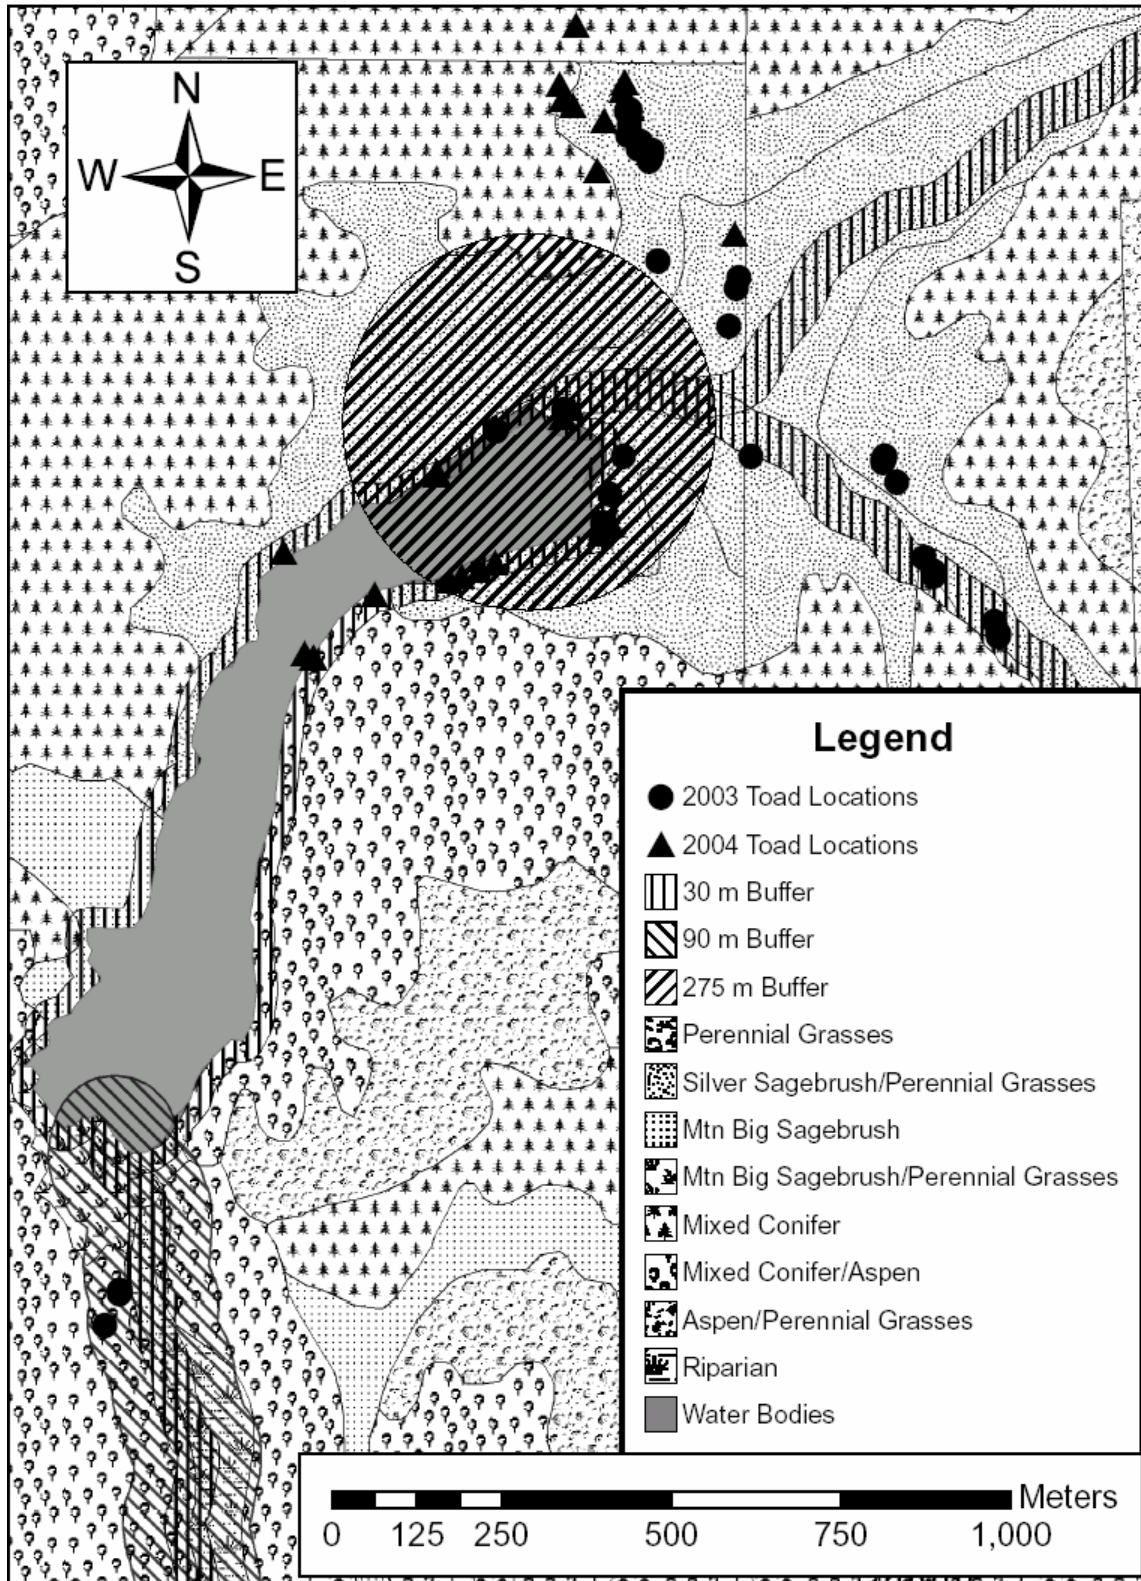 N
W E
S
Legend
2003 Toad Locations
2004 Toad Locations
30 m Buffer
90 m Buffer
275 m Buffer
Perennial Grasses
Silver Sagebrush/Perennial Grasses
Mtn Big Sagebrush
Mtn Big Sagebrush/Perennial Grasses
Mixed Conifer
Mixed Conifer/Aspen
Aspen/Perennial Grasses
Riparian
Water Bodies
Meters
0 125 250 500 750 1,000